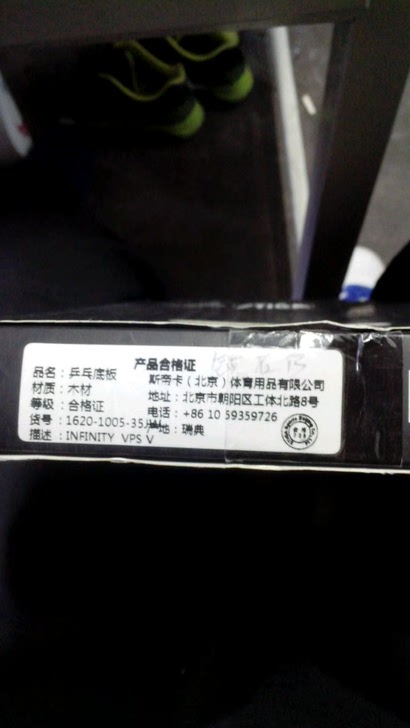 产品合格证
品名：乒乓底板
材质：木材
等级：合格证
货号：1620-1005-35
描述：INFINITY VPS V
斯帝卡（北京）体育用品有限公司
地址：北京市朝阳区工体北路8号
电话：+86 10 59359726
产地：瑞典